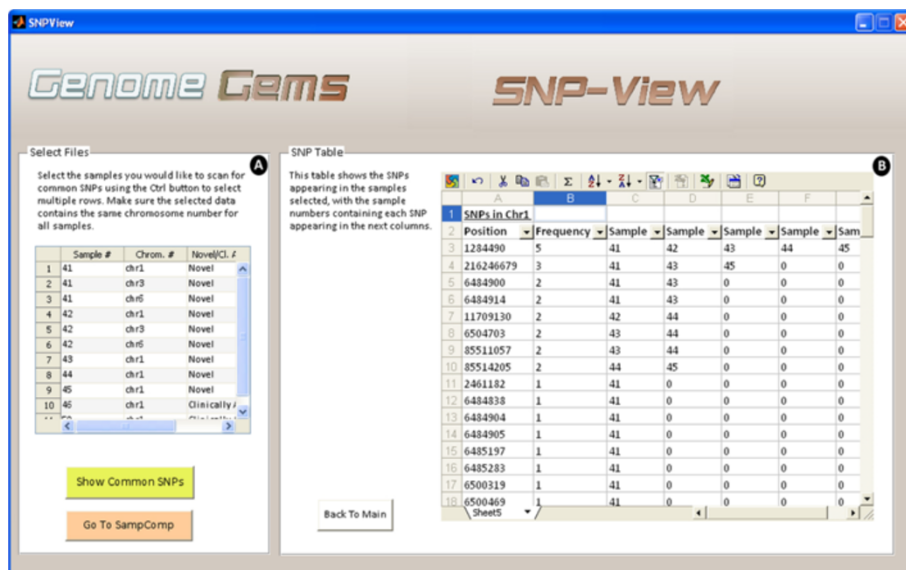 SNPView
Genome Gems
SNP-View
Select Files
A
Select the samples you would like to scan for
common SNPs using the Ctrl button to select
multiple rows. Make sure the selected data
contains the same chromosome number for
all samples.
Sample # Chrom. # Novel/Cl. A
1 41 chr1 Novel
2 41 chr3 Novel
3 41 chr6 Novel
4 42 chr1 Novel
5 42 chr3 Novel
6 42 chr6 Novel
7 43 chr1 Novel
8 44 chr1 Novel
9 45 chr1 Novel
10 46 chr1 Clinically A
Show Common SNPs
Go To SampComp
SNP Table
B
This table shows the SNPs
appearing in the samples
selected, with the sample
numbers containing each SNP
appearing in the next columns.
Back To Main
A B C D E F
1 SNPs in Chr1
2 Position Frequency Sample Sample Sample Sample Sam
3 1284490 5 41 42 43 44 45
4 216246679 3 41 43 45 0 0
5 6484900 2 41 43 0 0 0
6 6484914 2 41 43 0 0 0
7 11709130 2 42 44 0 0 0
8 6504703 2 43 44 0 0 0
9 85511057 2 43 44 0 0 0
10 85514205 2 44 45 0 0 0
11 2461182 1 41 0 0 0 0
12 6484838 1 41 0 0 0 0
13 6484904 1 41 0 0 0 0
14 6484905 1 41 0 0 0 0
15 6485197 1 41 0 0 0 0
16 6485283 1 41 0 0 0 0
17 6500319 1 41 0 0 0 0
18 6500469 1 41 0 0 0 0
Sheet5